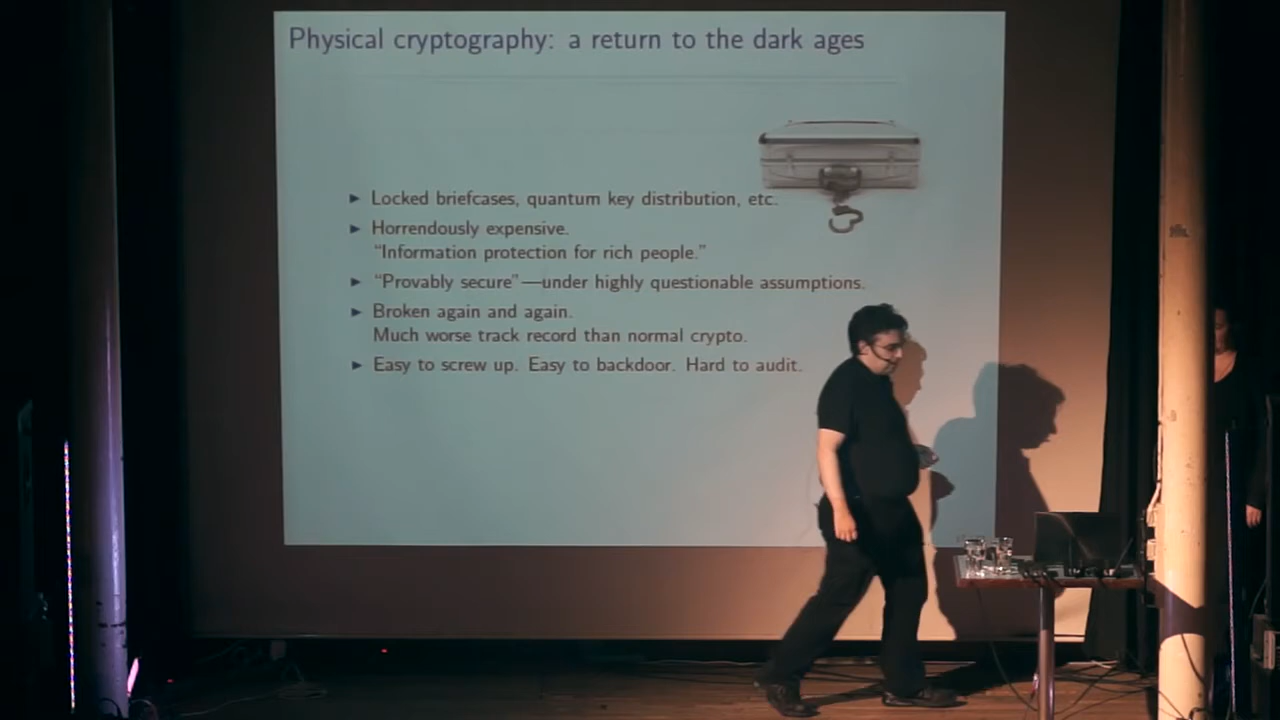 Physical cryptography: a return to the dark ages
▶ Locked briefcases, quantum key distribution, etc.
▶ Horrendously expensive.
“Information protection for rich people.”
▶ “Provably secure”—under highly questionable assumptions.
▶ Broken again and again.
Much worse track record than normal crypto.
▶ Easy to screw up. Easy to backdoor. Hard to audit.